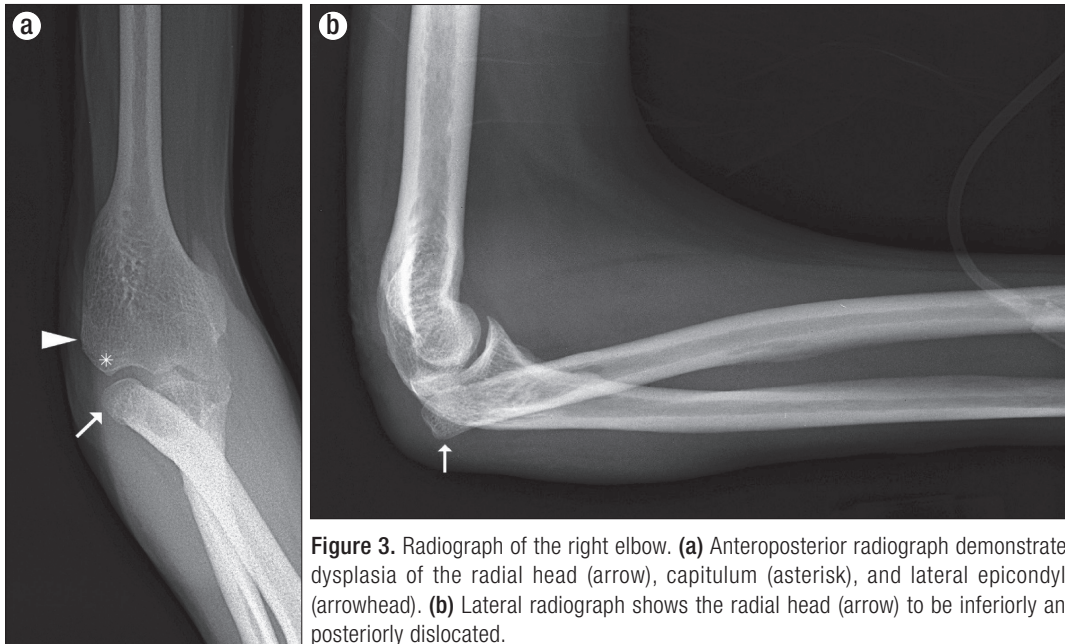 a
b
Figure 3. Radiograph of the right elbow. (a) Anteroposterior radiograph demonstrate
dysplasia of the radial head (arrow), capitulum (asterisk), and lateral epicondyl
(arrowhead). (b) Lateral radiograph shows the radial head (arrow) to be inferiorly an
posteriorly dislocated.